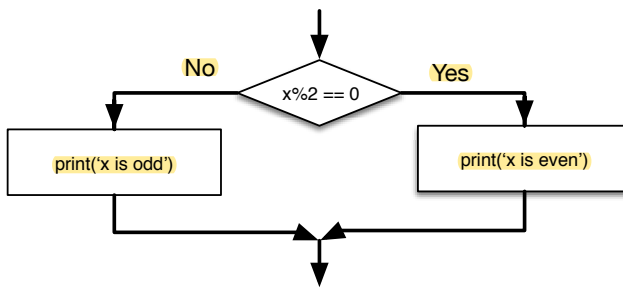 No
Yes
x%2 == 0
print(‘x is odd’)
print(‘x is even’)